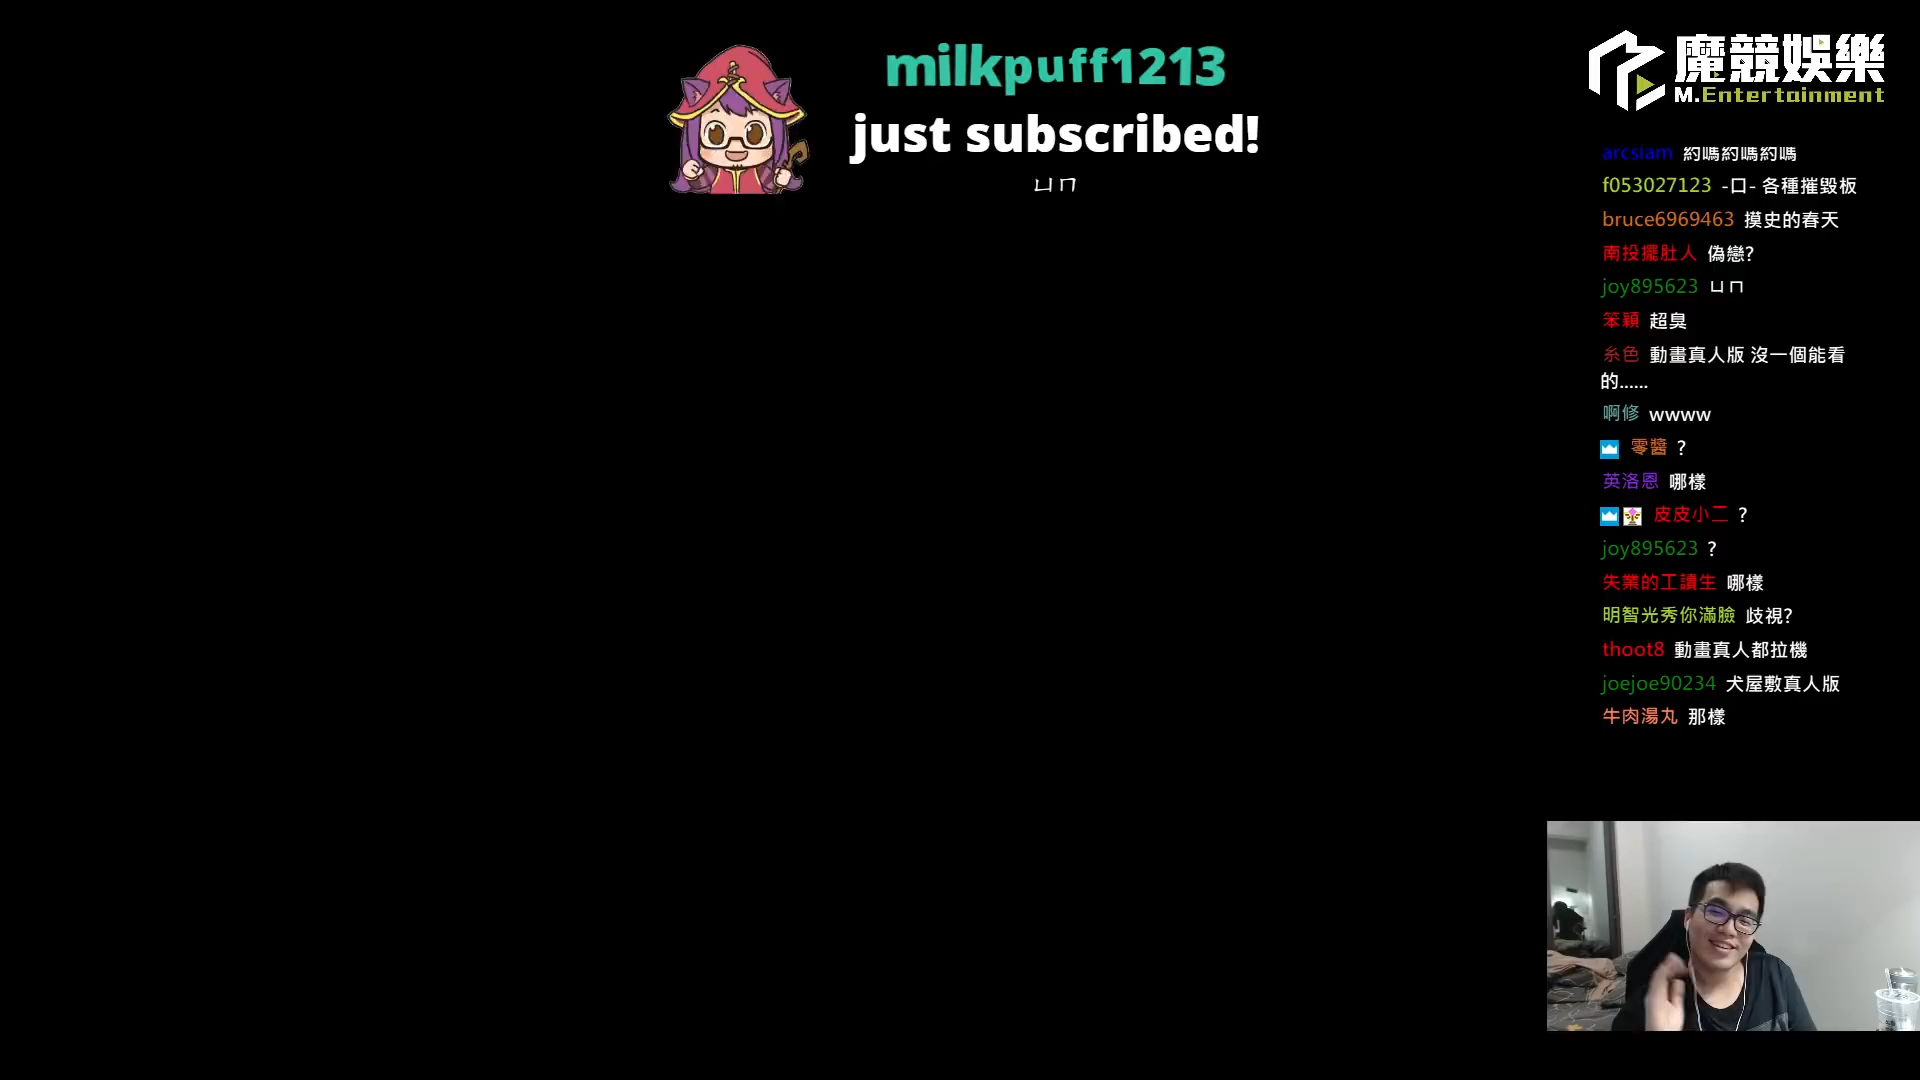 milkpuff1213
just subscribed!
ㄩㄇ
魔競娛樂
M.Entertainment
arcsiam 約嗎約嗎約嗎
f053027123 -口- 各種摧毀板
bruce6969463 摸史的春天
南投擺肚人 偽戀?
joy895623 ㄩㄇ
笨穎 超臭
糸色 動畫真人版 沒一個能看
的......
啊修 wwww
零醬 ?
英洛恩 哪樣
皮皮小二 ?
joy895623 ?
失業的工讀生 哪樣
明智光秀你滿臉 歧視?
thoot8 動畫真人都拉機
joejoe90234 犬屋敷真人版
牛肉湯丸 那樣